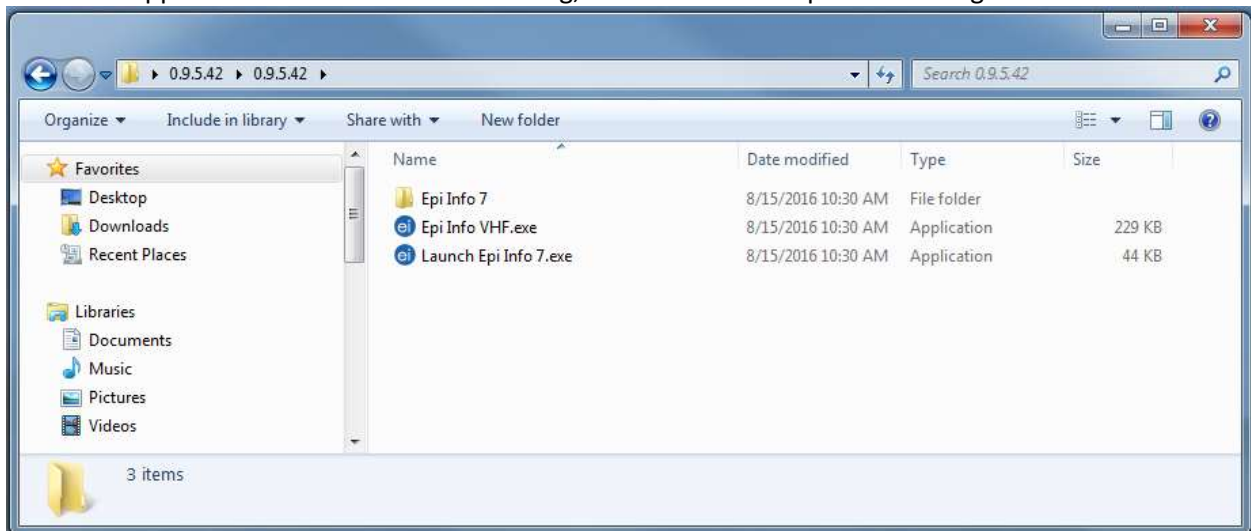 0.9.5.42 0.9.5.42 Search 0.9.5.42
Organize Include in library Share with New folder
Favorites
Desktop
Downloads
Recent Places
Libraries
Documents
Music
Pictures
Videos
Name Date modified Type Size
Epi Info 7 8/15/2016 10:30 AM File folder
ei Epi Info VHF.exe 8/15/2016 10:30 AM Application 229 KB
ei Launch Epi Info 7.exe 8/15/2016 10:30 AM Application 44 KB
3 items